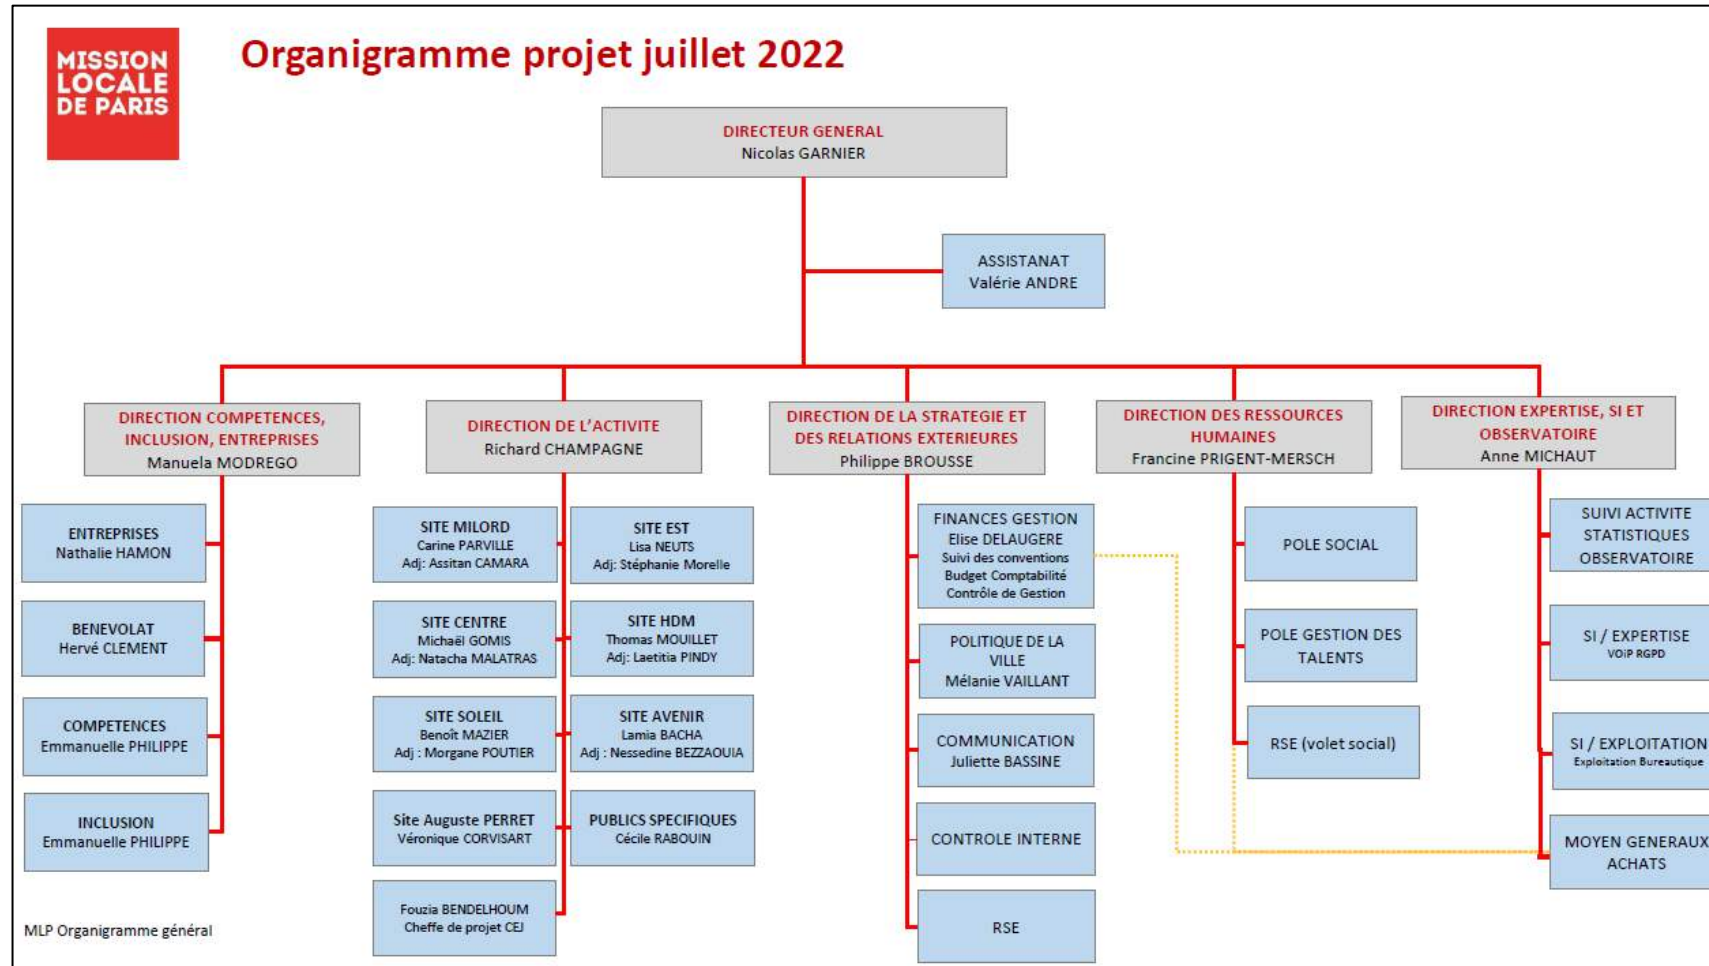 MISSION
LOCALE
DE PARIS
Organigramme projet juillet 2022
DIRECTEUR GENERAL
Nicolas GARNIER
ASSISTANAT
Valérie ANDRE
DIRECTION COMPETENCES,
INCLUSION, ENTREPRISES
Manuela MODREGO
ENTREPRISES
Nathalie HAMON
BENEVOLAT
Hervé CLEMENT
COMPETENCES
Emmanuelle PHILIPPE
INCLUSION
Emmanuelle PHILIPPE
DIRECTION DE L’ACTIVITE
Richard CHAMPAGNE
SITE MILORD
Carine PARVILLE
Adj: Assitan CAMARA
SITE EST
Lisa NEUTS
Adj: Stéphanie Morelle
SITE CENTRE
Michaël GOMIS
Adj: Natacha MALATRAS
SITE HDM
Thomas MOUILLET
Adj: Laetitia PINDY
SITE SOLEIL
Benoît MAZIER
Adj : Morgane POUTIER
SITE AVENIR
Lamia BACHA
Adj : Nessedine BEZZAOUIA
Site Auguste PERRET
Véronique CORVISART
PUBLICS SPECIFIQUES
Cécile RABOUIN
Fouzia BENDELHOUM
Cheffe de projet CEJ
DIRECTION DE LA STRATEGIE ET
DES RELATIONS EXTERIEURES
Philippe BROUSSE
FINANCES GESTION
Elise DELAUGERE
Suivi des conventions
Budget Comptabilité
Contrôle de Gestion
POLITIQUE DE LA
VILLE
Mélanie VAILLANT
COMMUNICATION
Juliette BASSINE
CONTROLE INTERNE
RSE
DIRECTION DES RESSOURCES
HUMAINES
Francine PRIGENT-MERSCH
POLE SOCIAL
POLE GESTION DES
TALENTS
RSE (volet social)
DIRECTION EXPERTISE, SI ET
OBSERVATOIRE
Anne MICHAUT
SUIVI ACTIVITE
STATISTIQUES
OBSERVATOIRE
SI / EXPERTISE
VOiP RGPD
SI / EXPLOITATION
Exploitation Bureautique
MOYEN GENERAUX
ACHATS
MLP Organigramme général